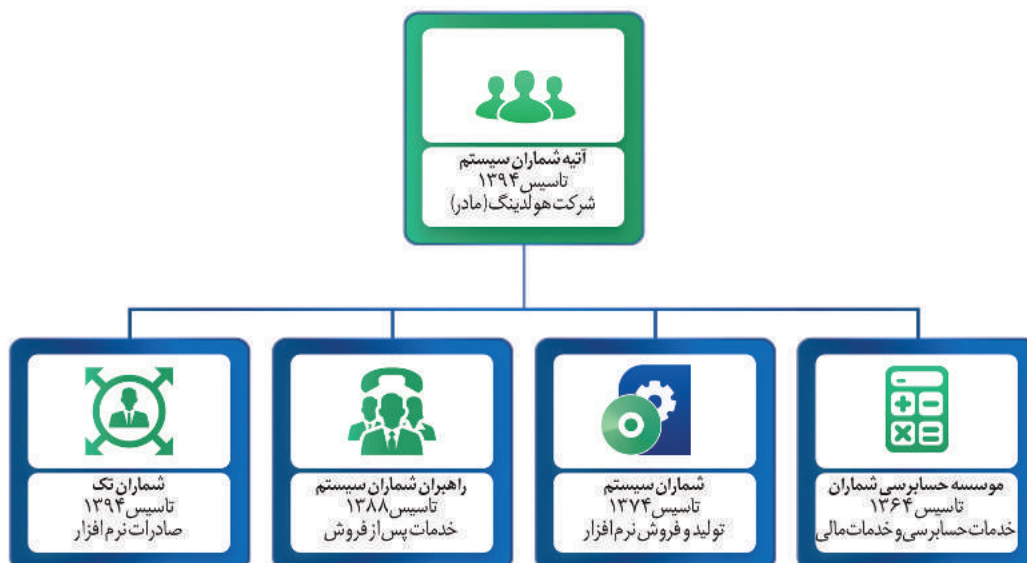 آتیه شماران سیستم
تاسیس ۱۳۹۴
شرکت هولدینگ (مادر)
موسسه حسابرسی شماران
تاسیس ۱۳۶۴
خدمات حسابرسی و خدمات مالی
شماران سیستم
تاسیس ۱۳۷۴
تولید و فروش نرم افزار
راهبران شماران سیستم
تاسیس ۱۳۸۸
خدمات پس از فروش
شماران تک
تاسیس ۱۳۹۴
صادرات نرم افزار